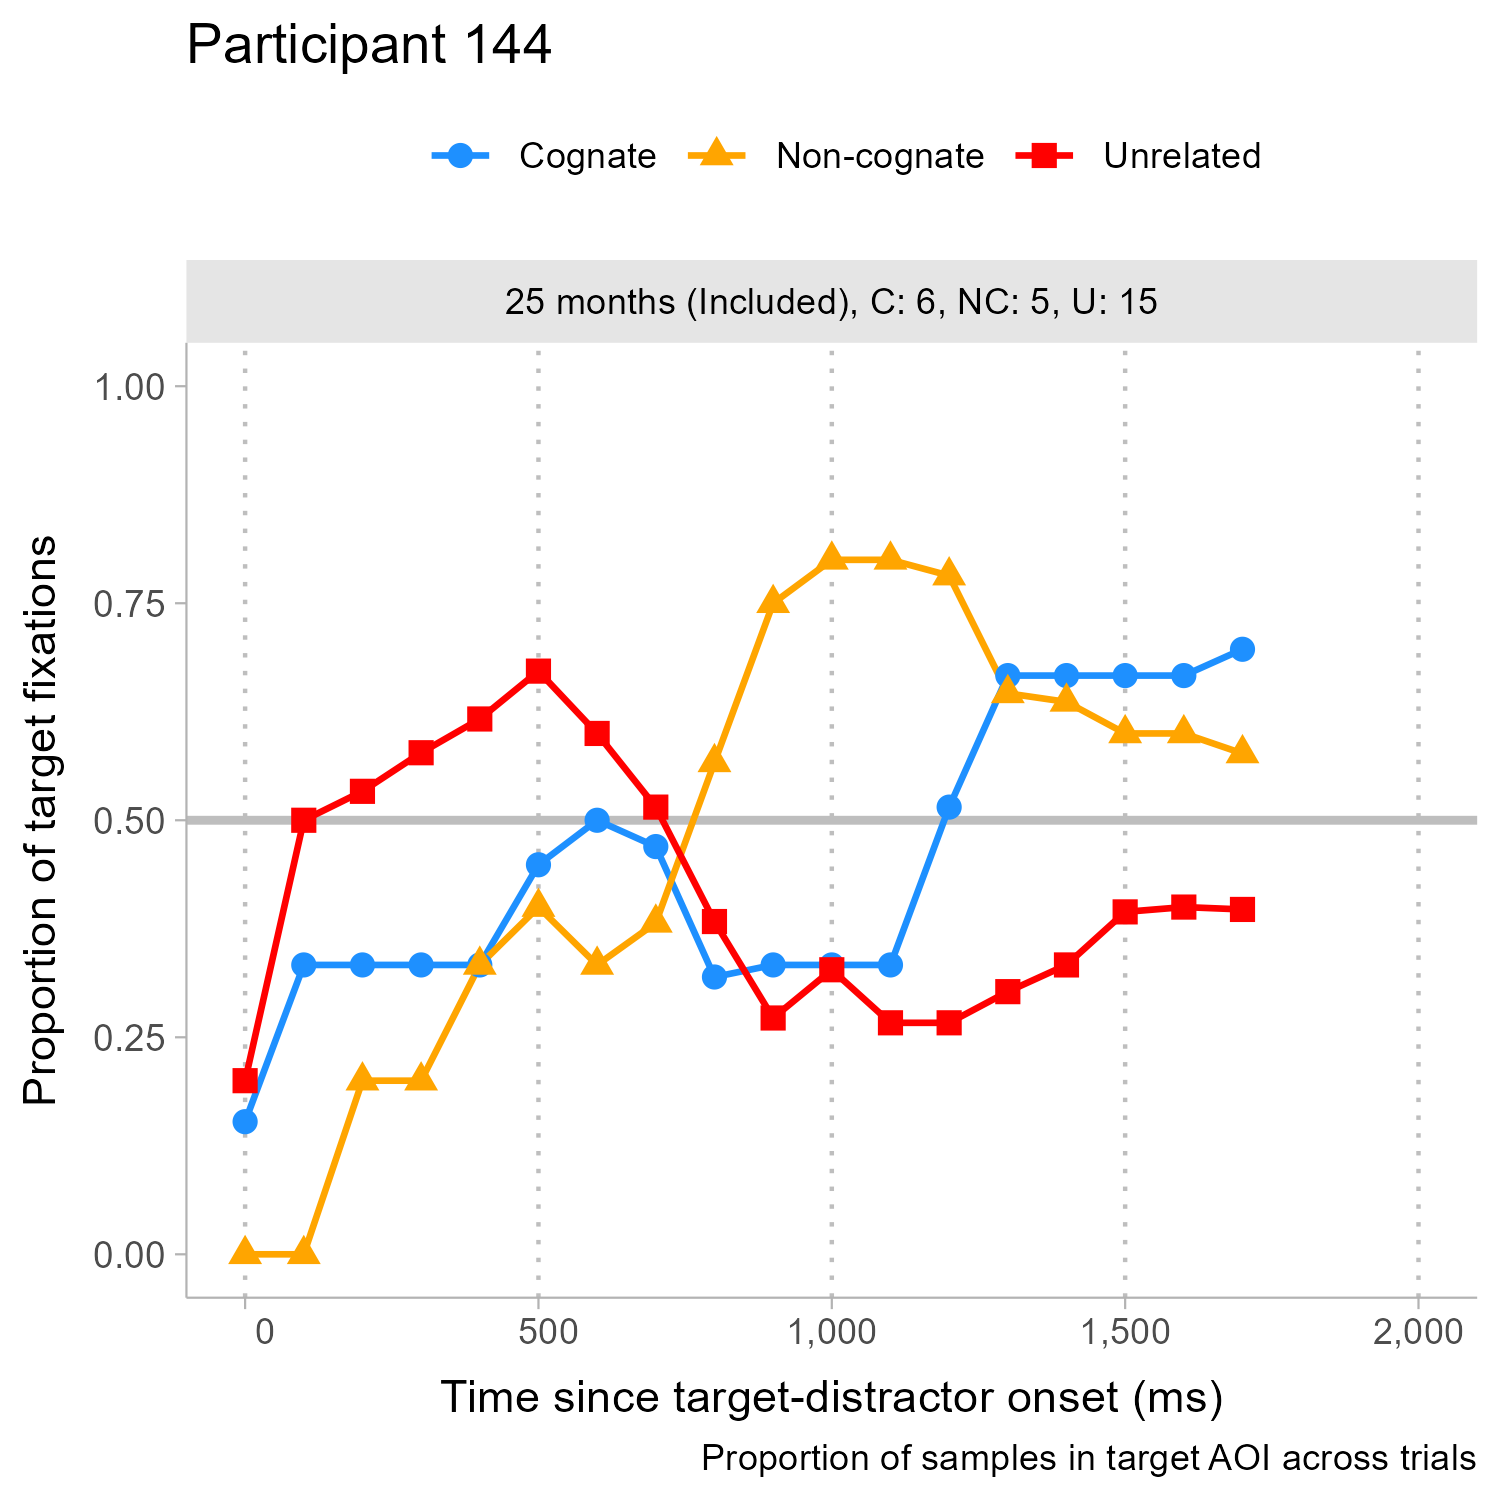 Participant 144
Cognate Non-cognate Unrelated
25 months (Included), C: 6, NC: 5, U: 15
1.00
0.75
0.50
0.25
0.00
Proportion of target fixations
0 500 1,000 1,500 2,000
Time since target-distractor onset (ms)
Proportion of samples in target AOI across trials